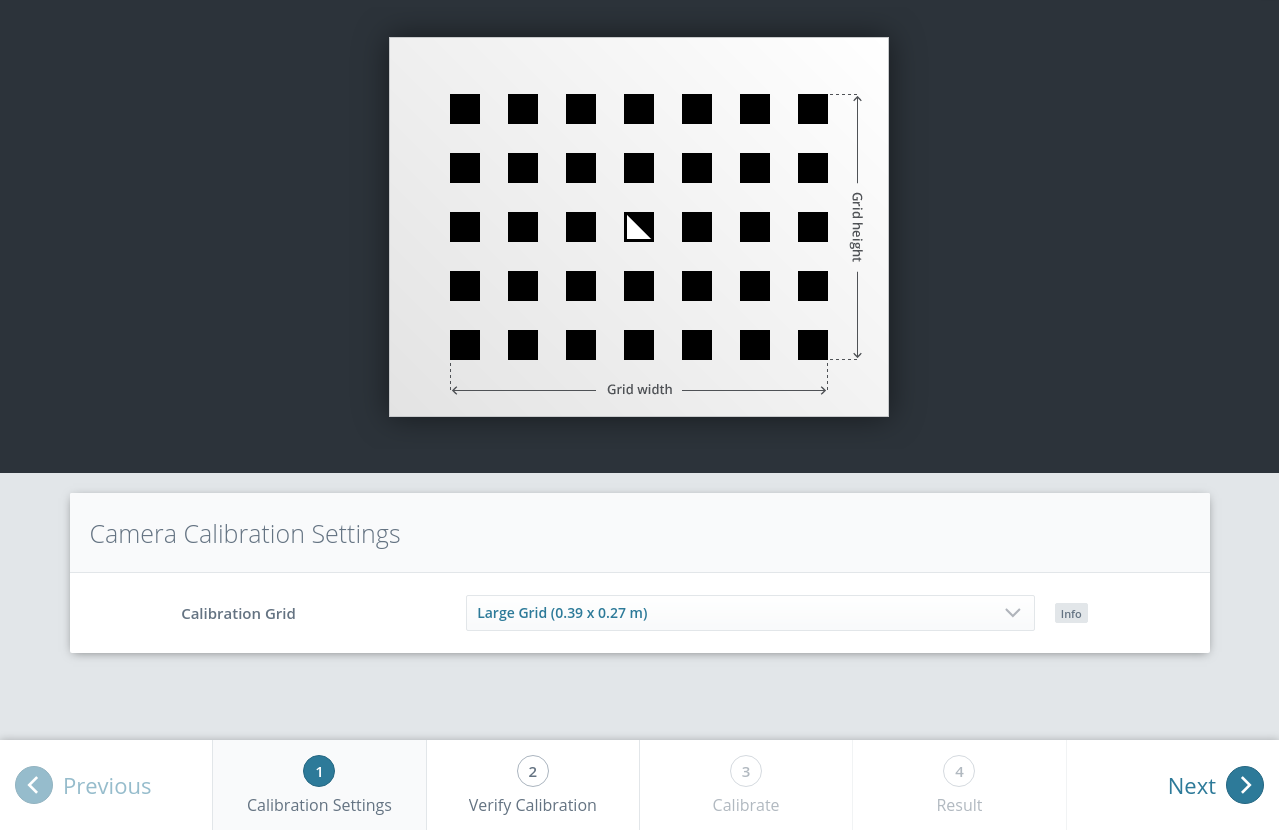 Grid height
Grid width
Camera Calibration Settings
Calibration Grid
Large Grid (0.39 x 0.27 m)
Info
Previous
1
Calibration Settings
2
Verify Calibration
3
Calibrate
4
Result
Next